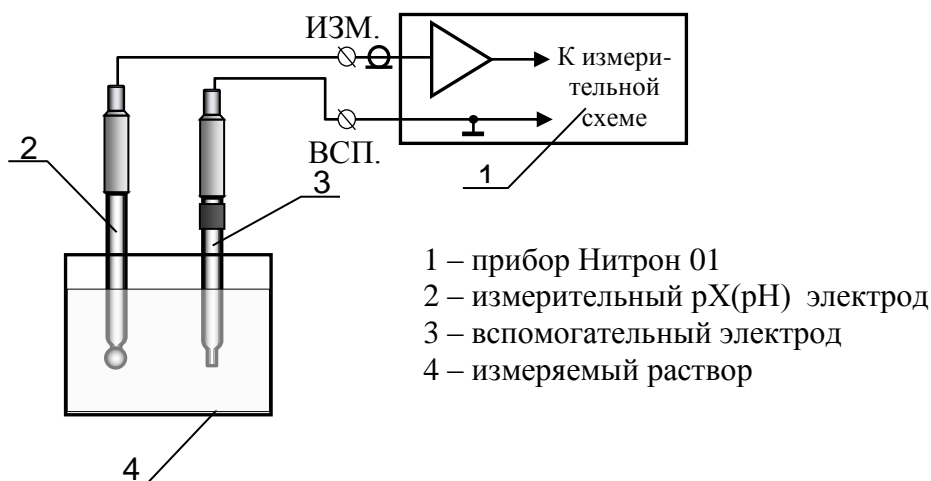 ИЗМ.
К измери-
тельной
схеме
ВСП.
2
3
1
1 – прибор Нитрон 01
2 – измерительный pX(pH) электрод
3 – вспомогательный электрод
4 – измеряемый раствор
4